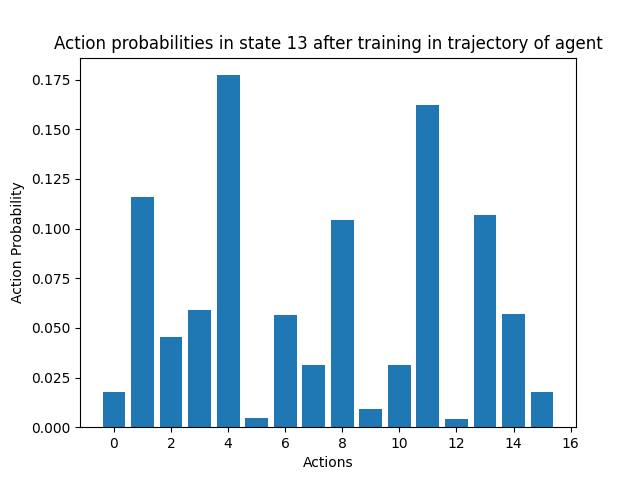 Action probabilities in state 13 after training in trajectory of agent
0.175
0.150
0.125
0.100
0.075
0.050
0.025
0.000
Action Probability
0 2 4 6 8 10 12 14 16
Actions